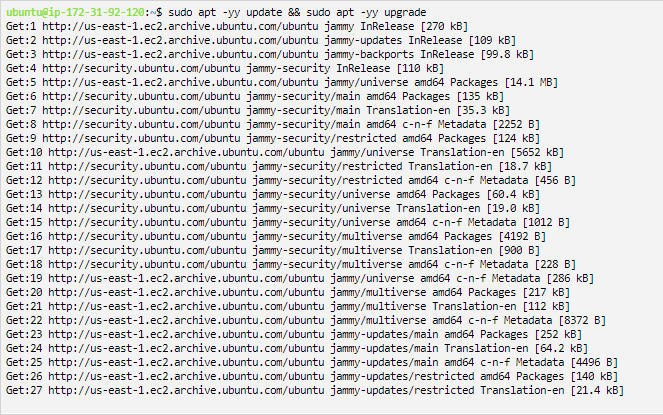 ubuntu@ip-172-31-92-120:~$ sudo apt -yy update && sudo apt -yy upgrade
Get:1 http://us-east-1.ec2.archive.ubuntu.com/ubuntu jammy InRelease [270 kB]
Get:2 http://us-east-1.ec2.archive.ubuntu.com/ubuntu jammy-updates InRelease [109 kB]
Get:3 http://us-east-1.ec2.archive.ubuntu.com/ubuntu jammy-backports InRelease [99.8 kB]
Get:4 http://security.ubuntu.com/ubuntu jammy-security InRelease [110 kB]
Get:5 http://us-east-1.ec2.archive.ubuntu.com/ubuntu jammy/universe amd64 Packages [14.1 MB]
Get:6 http://security.ubuntu.com/ubuntu jammy-security/main amd64 Packages [135 kB]
Get:7 http://security.ubuntu.com/ubuntu jammy-security/main Translation-en [35.3 kB]
Get:8 http://security.ubuntu.com/ubuntu jammy-security/main amd64 c-n-f Metadata [2252 B]
Get:9 http://security.ubuntu.com/ubuntu jammy-security/restricted amd64 Packages [124 kB]
Get:10 http://us-east-1.ec2.archive.ubuntu.com/ubuntu jammy/universe Translation-en [5652 kB]
Get:11 http://security.ubuntu.com/ubuntu jammy-security/restricted Translation-en [18.7 kB]
Get:12 http://security.ubuntu.com/ubuntu jammy-security/restricted amd64 c-n-f Metadata [456 B]
Get:13 http://security.ubuntu.com/ubuntu jammy-security/universe amd64 Packages [60.4 kB]
Get:14 http://security.ubuntu.com/ubuntu jammy-security/universe Translation-en [19.0 kB]
Get:15 http://security.ubuntu.com/ubuntu jammy-security/universe amd64 c-n-f Metadata [1012 B]
Get:16 http://security.ubuntu.com/ubuntu jammy-security/multiverse amd64 Packages [4192 B]
Get:17 http://security.ubuntu.com/ubuntu jammy-security/multiverse Translation-en [900 B]
Get:18 http://security.ubuntu.com/ubuntu jammy-security/multiverse amd64 c-n-f Metadata [228 B]
Get:19 http://us-east-1.ec2.archive.ubuntu.com/ubuntu jammy/universe amd64 c-n-f Metadata [286 kB]
Get:20 http://us-east-1.ec2.archive.ubuntu.com/ubuntu jammy/multiverse amd64 Packages [217 kB]
Get:21 http://us-east-1.ec2.archive.ubuntu.com/ubuntu jammy/multiverse Translation-en [112 kB]
Get:22 http://us-east-1.ec2.archive.ubuntu.com/ubuntu jammy/multiverse amd64 c-n-f Metadata [8372 B]
Get:23 http://us-east-1.ec2.archive.ubuntu.com/ubuntu jammy-updates/main amd64 Packages [252 kB]
Get:24 http://us-east-1.ec2.archive.ubuntu.com/ubuntu jammy-updates/main Translation-en [64.2 kB]
Get:25 http://us-east-1.ec2.archive.ubuntu.com/ubuntu jammy-updates/main amd64 c-n-f Metadata [4496 B]
Get:26 http://us-east-1.ec2.archive.ubuntu.com/ubuntu jammy-updates/restricted amd64 Packages [140 kB]
Get:27 http://us-east-1.ec2.archive.ubuntu.com/ubuntu jammy-updates/restricted Translation-en [21.4 kB]